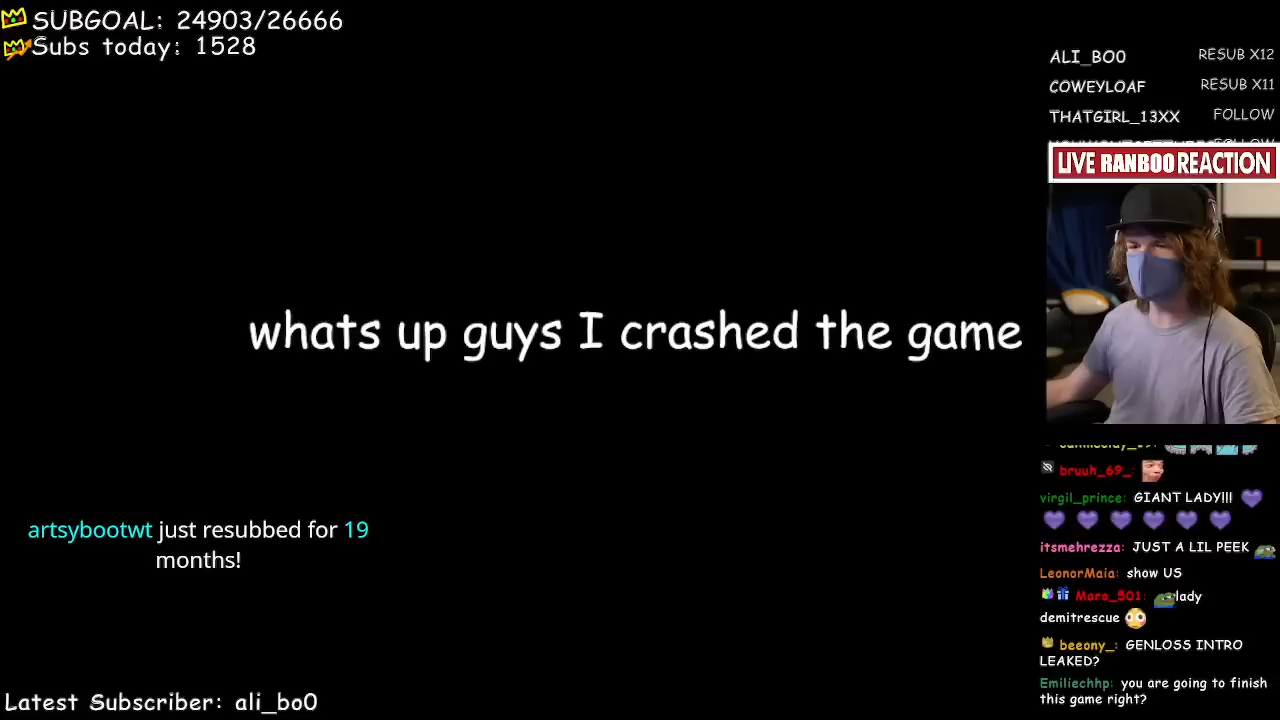 SUBGOAL: 24903/26666
Subs today: 1528
ALI_BO0 RESUB X12
COWEYLOAF RESUB X11
THATGIRL_13XX FOLLOW
LIVE RANBOO REACTION
whats up guys I crashed the game
bruuh_69_:
virgil_prince: GIANT LADY!!!
itsmehrezza: JUST A LIL PEEK
LeonorMaia: show US
Mara_501: lady
demitrescue
beeony_: GENLOSS INTRO
LEAKED?
Emiliechhp: you are going to finish
this game right?
artsybootwt just resubbed for 19
months!
Latest Subscriber: ali_bo0